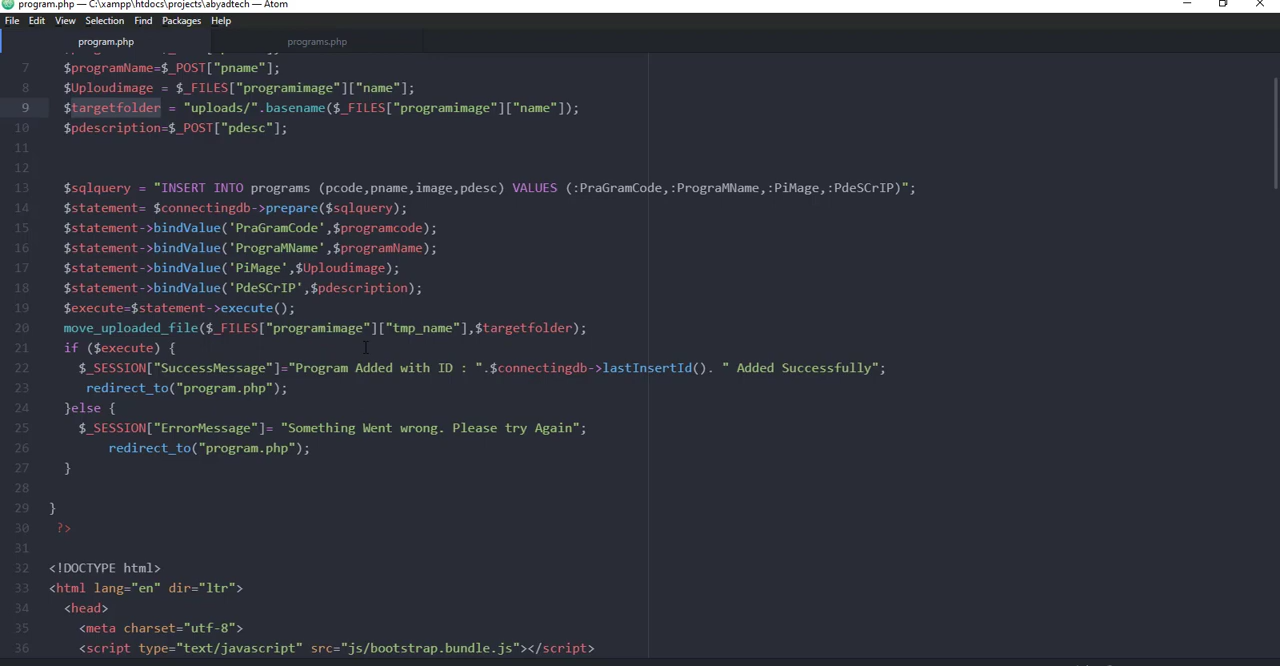 program.php — C:\xampp\htdocs\projects\abyadtech — Atom
File Edit View Selection Find Packages Help
program.php programs.php
7 $programName=$_POST["pname"];
8 $Uploudimage = $_FILES["programimage"]["name"];
9 $targetfolder = "uploads/".basename($_FILES["programimage"]["name"]);
10 $pdescription=$_POST["pdesc"];
11
12
13 $sqlquery = "INSERT INTO programs (pcode,pname,image,pdesc) VALUES (:PraGramCode,:PrograMName,:PiMage,:PdeSCrIP)";
14 $statement= $connectingdb->prepare($sqlquery);
15 $statement->bindValue('PraGramCode',$programcode);
16 $statement->bindValue('PrograMName',$programName);
17 $statement->bindValue('PiMage',$Uploudimage);
18 $statement->bindValue('PdeSCrIP',$pdescription);
19 $execute=$statement->execute();
20 move_uploaded_file($_FILES["programimage"]["tmp_name"],$targetfolder);
21 if ($execute) {
22 $_SESSION["SuccessMessage"]="Program Added with ID : ".$connectingdb->lastInsertId(). " Added Successfully";
23 redirect_to("program.php");
24 }else {
25 $_SESSION["ErrorMessage"]= "Something Went wrong. Please try Again";
26 redirect_to("program.php");
27 }
28
29 }
30 ?>
31
32 <!DOCTYPE html>
33 <html lang="en" dir="ltr">
34 <head>
35 <meta charset="utf-8">
36 <script type="text/javascript" src="js/bootstrap.bundle.js"></script>